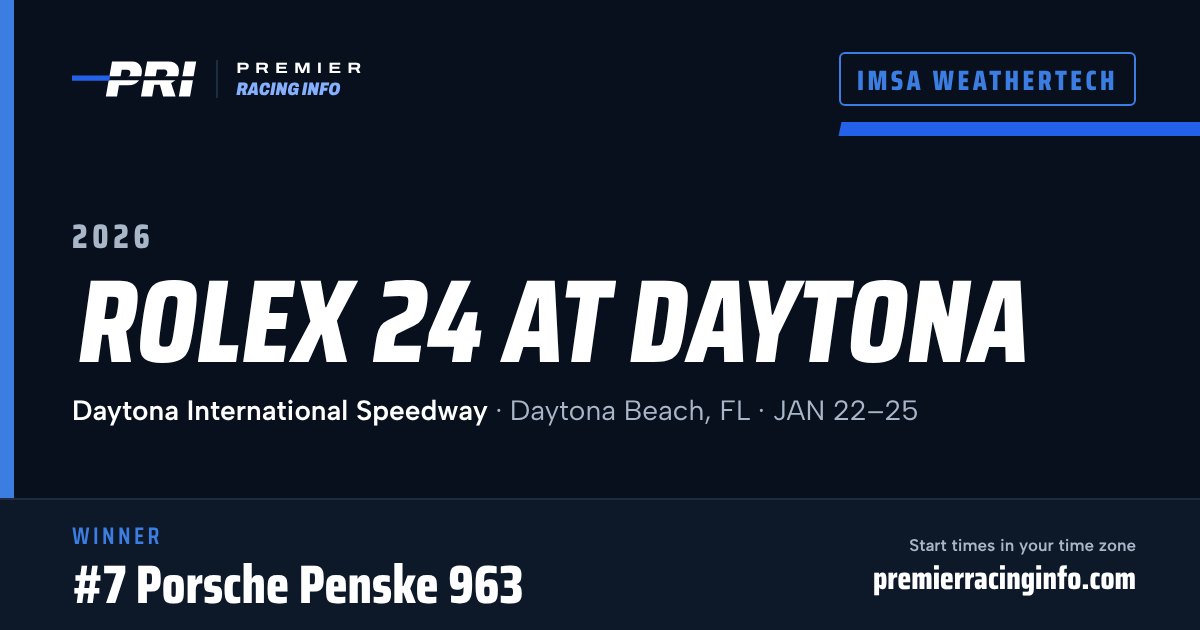 PRI
PREMIER
RACING INFO
IMSA WEATHERTECH
2026
ROLEX 24 AT DAYTONA
Daytona International Speedway · Daytona Beach, FL · JAN 22–25
WINNER
#7 Porsche Penske 963
Start times in your time zone
premierracinginfo.com